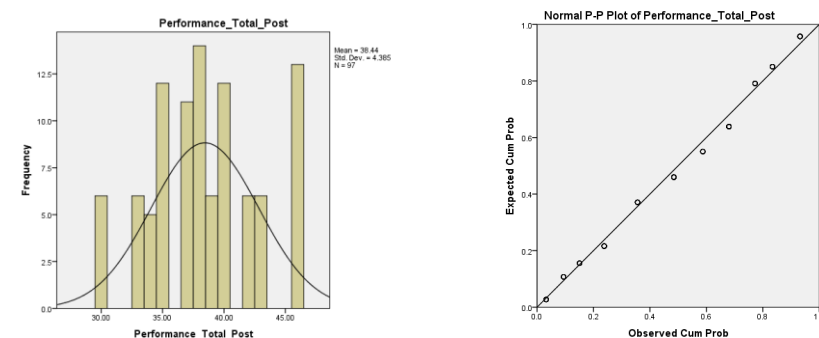 Performance_Total_Post
Mean = 38.44
Std. Dev. = 4.385
N = 97
Frequency
12.5
10.0
7.5
5.0
2.5
0.0
30.00 35.00 40.00 45.00
Performance_Total_Post
Normal P-P Plot of Performance_Total_Post
Expected Cum Prob
1.0
0.8
0.6
0.4
0.2
0.0
0.0 0.2 0.4 0.6 0.8
Observed Cum Prob